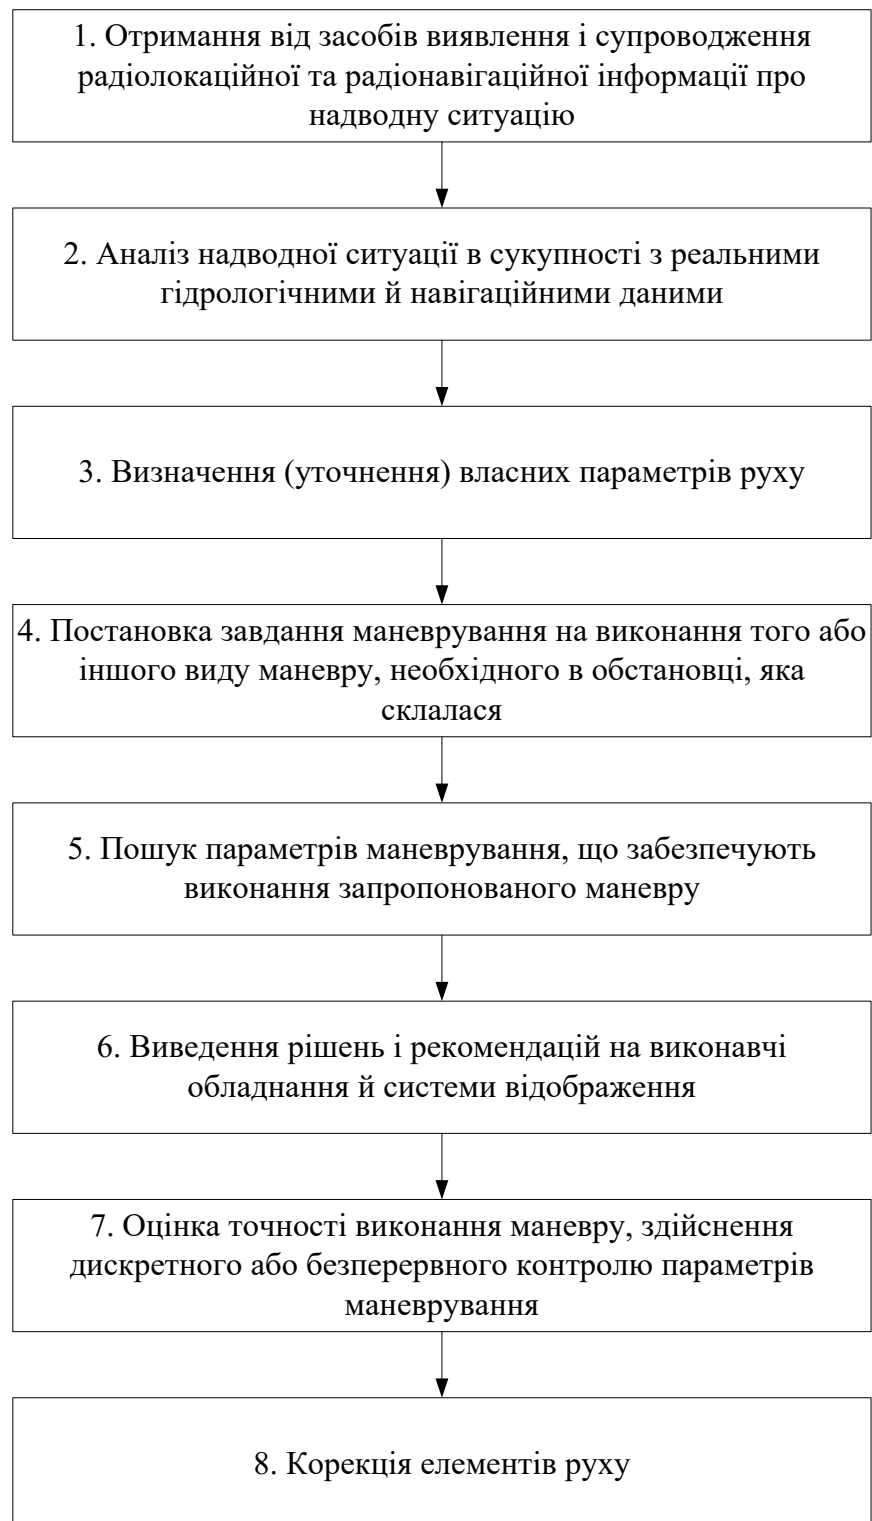 1. Отримання від засобів виявлення і супроводження
радіолокаційної та радіонавігаційної інформації про
надводну ситуацію
2. Аналіз надводної ситуації в сукупності з реальними
гідрологічними й навігаційними даними
3. Визначення (уточнення) власних параметрів руху
4. Постановка завдання маневрування на виконання того або
іншого виду маневру, необхідного в обстановці, яка
склалася
5. Пошук параметрів маневрування, що забезпечують
виконання запропонованого маневру
6. Виведення рішень і рекомендацій на виконавчі
обладнання й системи відображення
7. Оцінка точності виконання маневру, здійснення
дискретного або безперервного контролю параметрів
маневрування
8. Корекція елементів руху